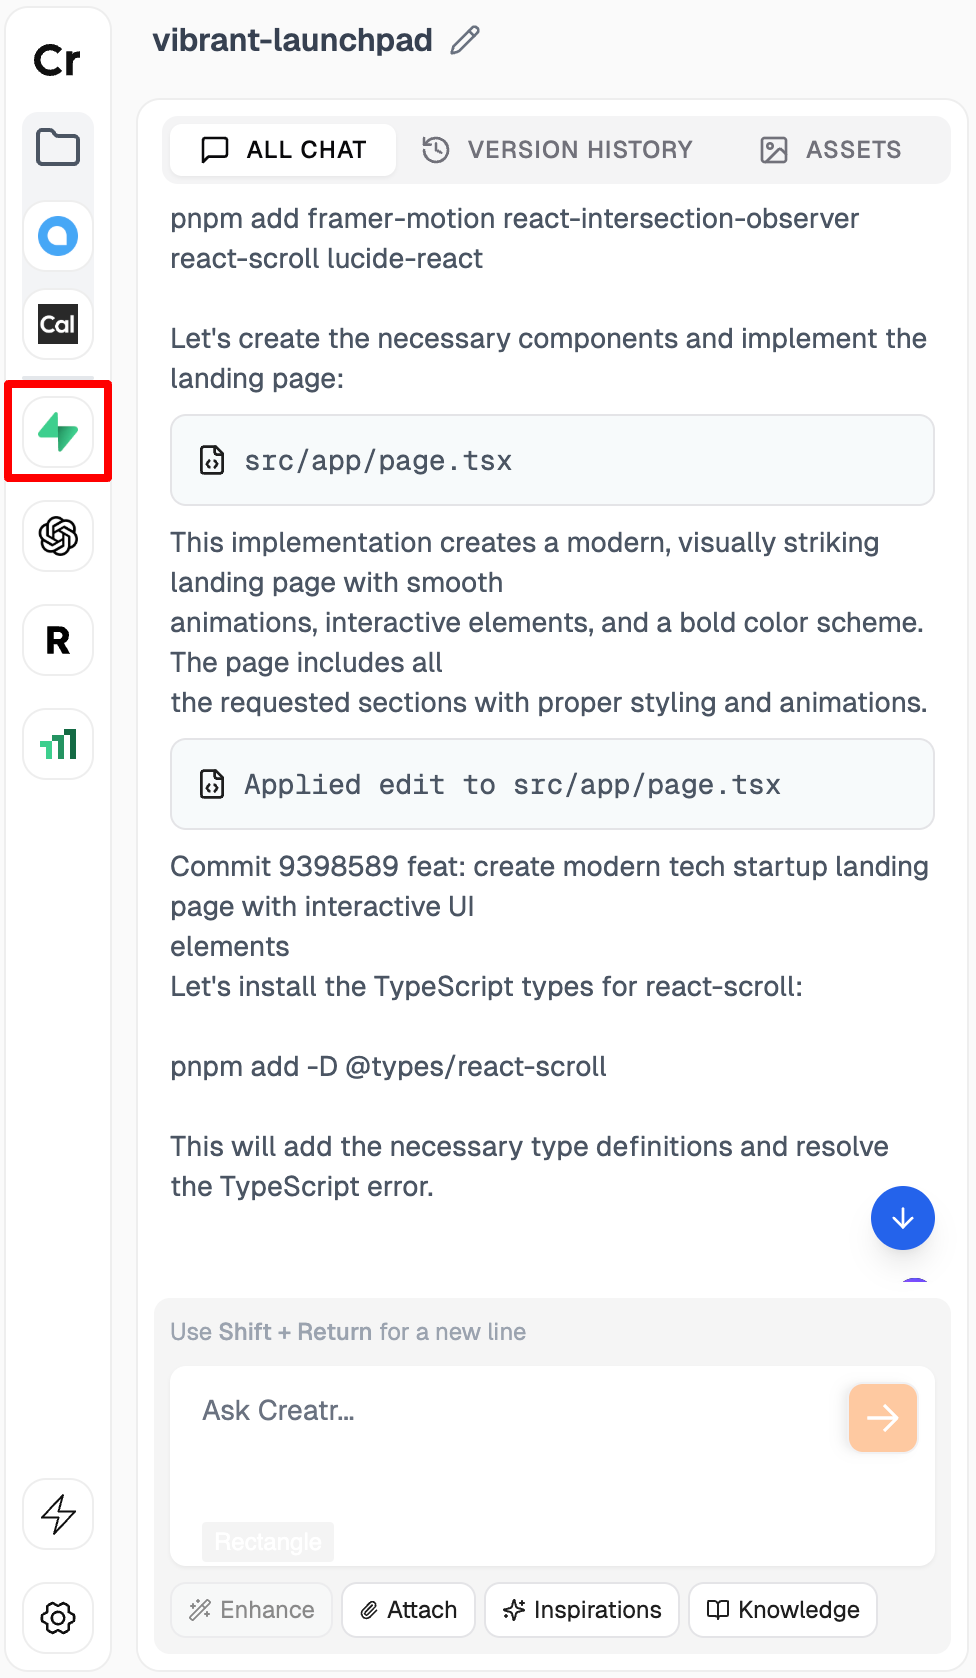 Cr
vibrant-launchpad
ALL CHAT
VERSION HISTORY
ASSETS
pnpm add framer-motion react-intersection-observer
react-scroll lucide-react
Cal
Let's create the necessary components and implement the
landing page:
src/app/page.tsx
This implementation creates a modern, visually striking
landing page with smooth
animations, interactive elements, and a bold color scheme.
The page includes all
the requested sections with proper styling and animations.
R
Applied edit to src/app/page.tsx
Commit 9398589 feat: create modern tech startup landing
page with interactive UI
elements
Let's install the TypeScript types for react-scroll:
pnpm add -D @types/react-scroll
This will add the necessary type definitions and resolve
the TypeScript error.
Use Shift + Return for a new line
Ask Creatr...
Rectangle
Enhance
Attach
Inspirations
Knowledge